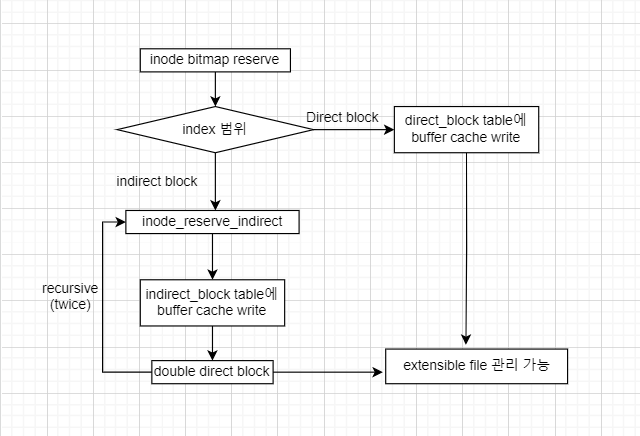 inode bitmap reserve
index 범위
Direct block
direct_block table에
buffer cache write
indirect block
inode_reserve_indirect
recursive
(twice)
indirect_block table에
buffer cache write
double direct block
extensible file 관리 가능